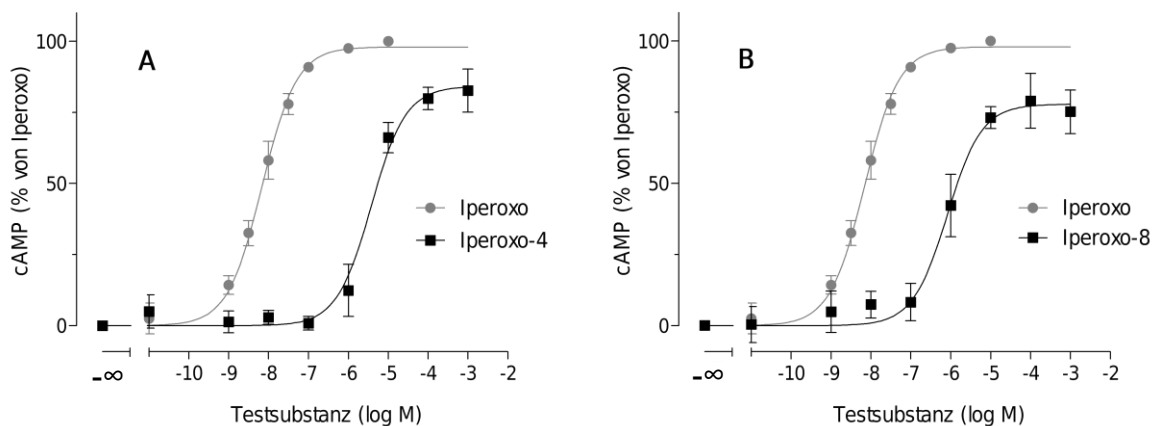 A
cAMP (% von Iperoxo)
100
50
0
Iperoxo
Iperoxo-4
-∞
-10 -9 -8 -7 -6 -5 -4 -3 -2
Testsubstanz (log M)
B
cAMP (% von Iperoxo)
100
50
0
Iperoxo
Iperoxo-8
-∞
-10 -9 -8 -7 -6 -5 -4 -3 -2
Testsubstanz (log M)